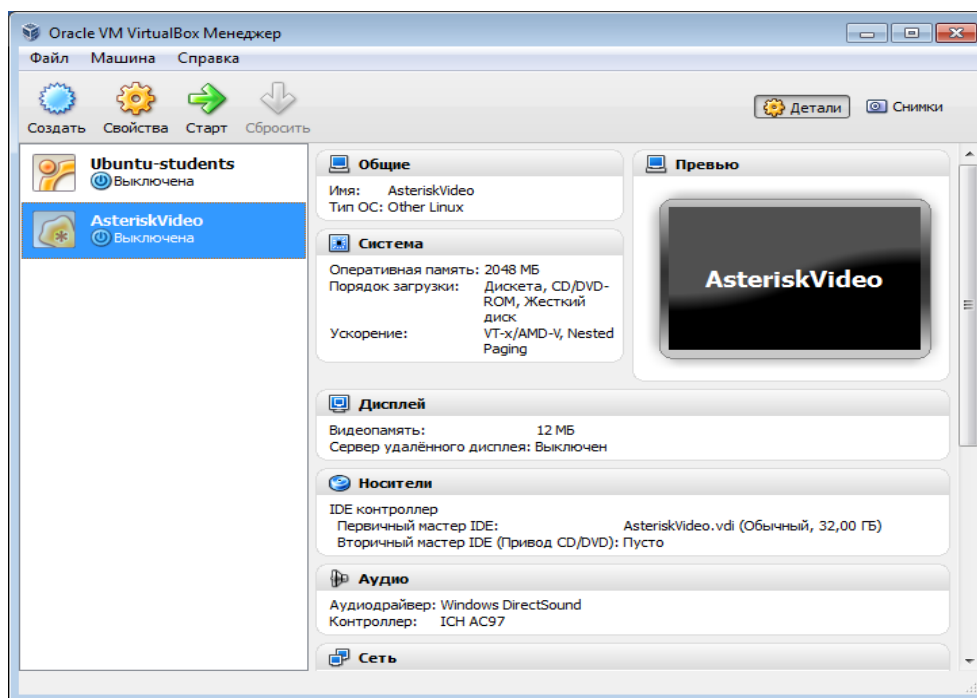 Oracle VM VirtualBox Менеджер
Файл Машина Справка
Создать Свойства Старт Сбросить
Детали Снимки
Ubuntu-students
Выключена
AsteriskVideo
Выключена
Общие
Имя: AsteriskVideo
Тип ОС: Other Linux
Система
Оперативная память: 2048 МБ
Порядок загрузки: Дискета, CD/DVD-
ROM, Жесткий
диск
Ускорение: VT-x/AMD-V, Nested
Paging
Превью
AsteriskVideo
Дисплей
Видеопамять: 12 МБ
Сервер удалённого дисплея: Выключен
Носители
IDE контроллер
Первичный мастер IDE: AsteriskVideo.vdi (Обычный, 32,00 ГБ)
Вторичный мастер IDE (Привод CD/DVD): Пусто
Аудио
Аудиодрайвер: Windows DirectSound
Контроллер: ICH AC97
Сеть